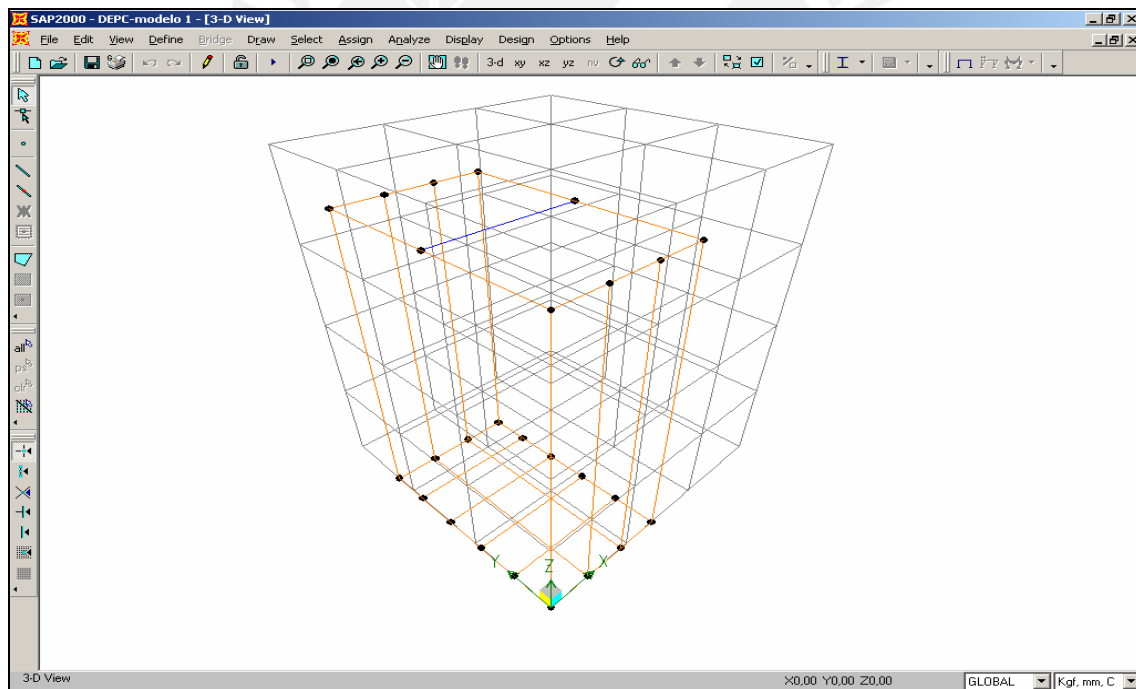 SAP2000 - DEPC-modelo 1 - [3-D View]
File Edit View Define Bridge Draw Select Assign Analyze Display Design Options Help
3-d xy xz yz nv
all
ps
clr
Y Z X
3-D View X0,00 Y0,00 Z0,00 GLOBAL Kgf, mm, C